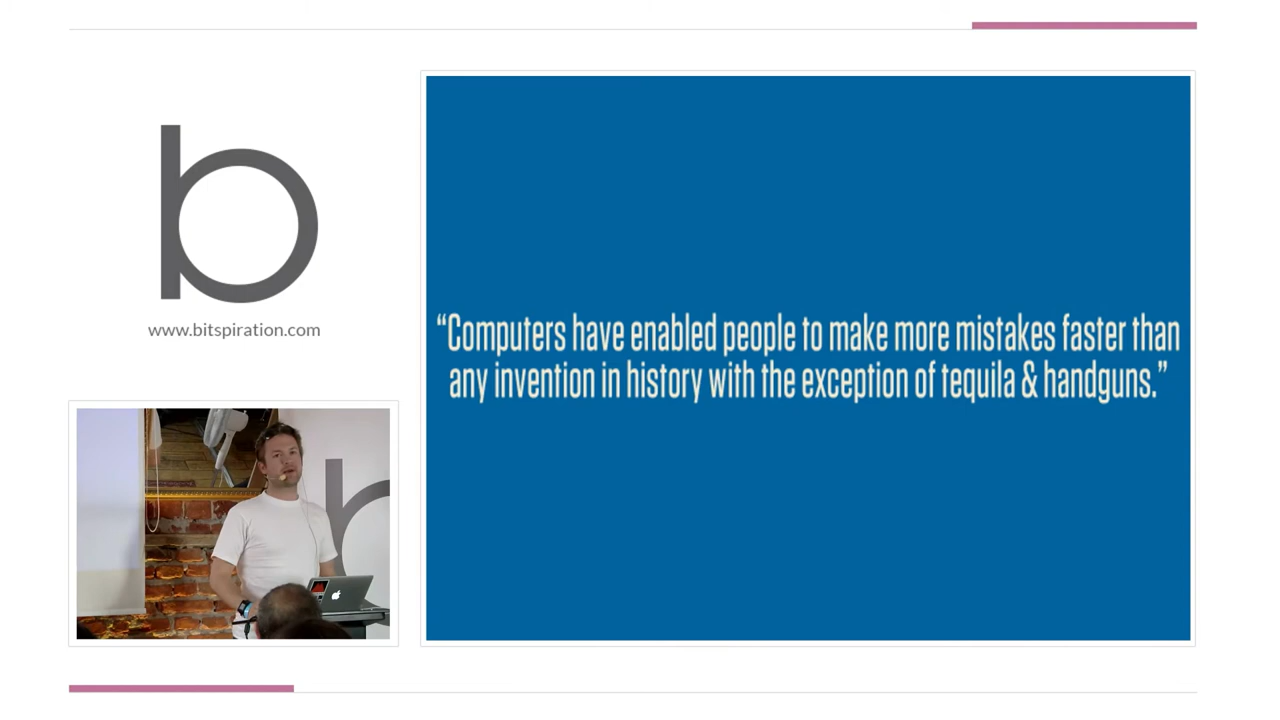 b
www.bitspiration.com
“Computers have enabled people to make more mistakes faster than
any invention in history with the exception of tequila & handguns.”
b